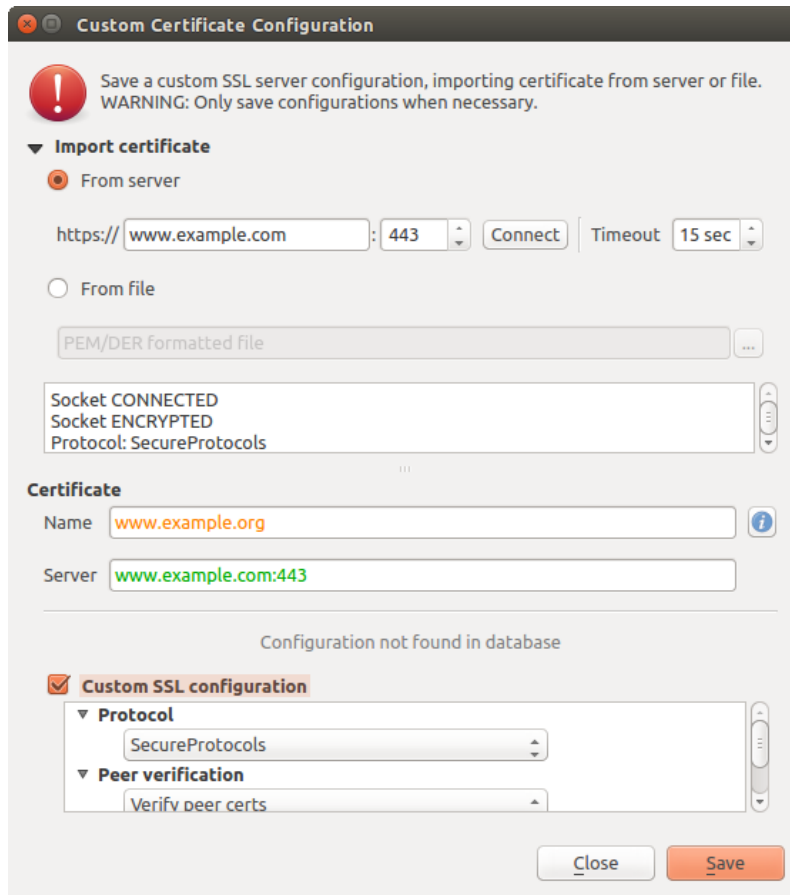 Custom Certificate Configuration
Save a custom SSL server configuration, importing certificate from server or file.
WARNING: Only save configurations when necessary.
Import certificate
From server
https:// www.example.com : 443 Connect Timeout 15 sec
From file
PEM/DER formatted file ...
Socket CONNECTED
Socket ENCRYPTED
Protocol: SecureProtocols
Certificate
Name www.example.org
Server www.example.com:443
Configuration not found in database
Custom SSL configuration
Protocol
SecureProtocols
Peer verification
Verify peer certs
Close Save